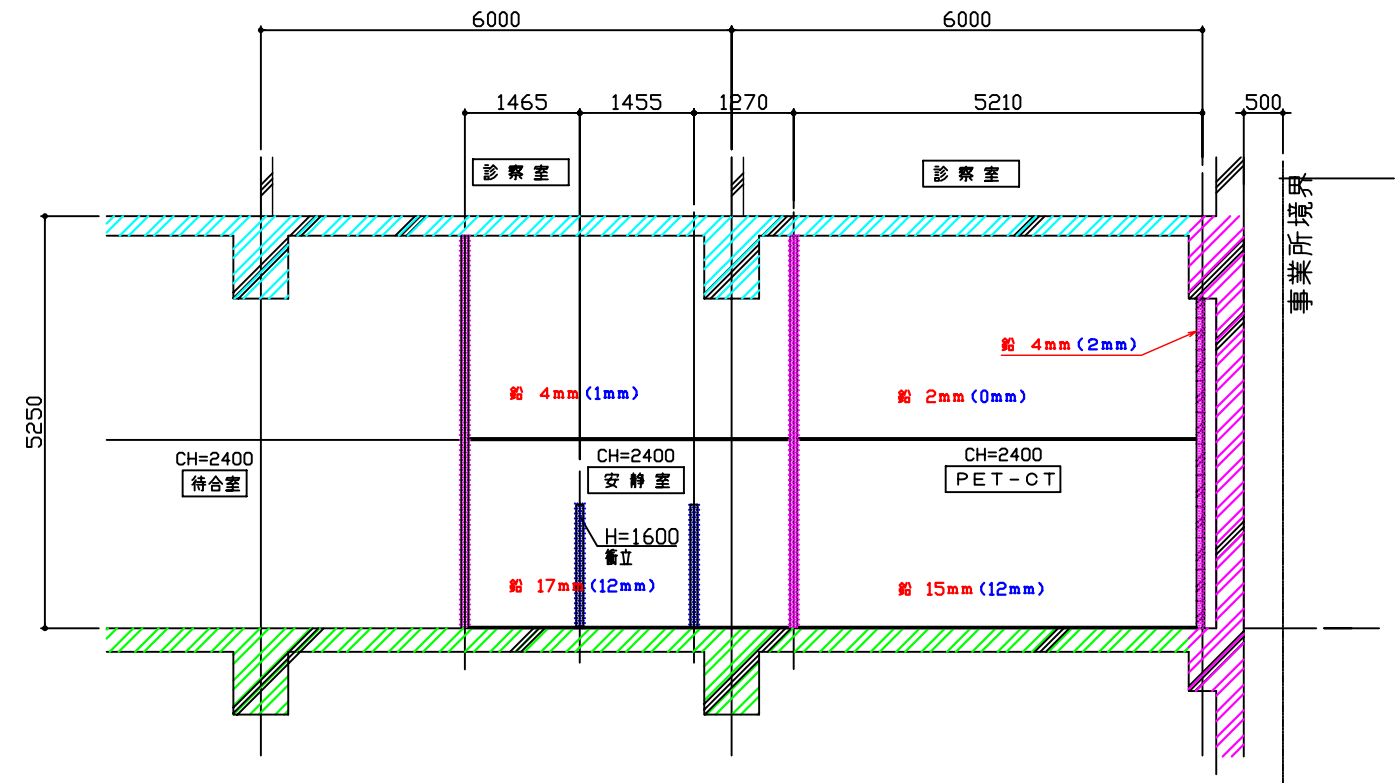 6000
6000
1465
1455
1270
5210
500
診察室
診察室
事業所境界
鉛 4mm(2mm)
鉛 4mm(1mm)
鉛 2mm(0mm)
5250
CH=2400
待合室
CH=2400
安静室
CH=2400
PET-CT
H=1600
衝立
鉛 17mm(12mm)
鉛 15mm(12mm)